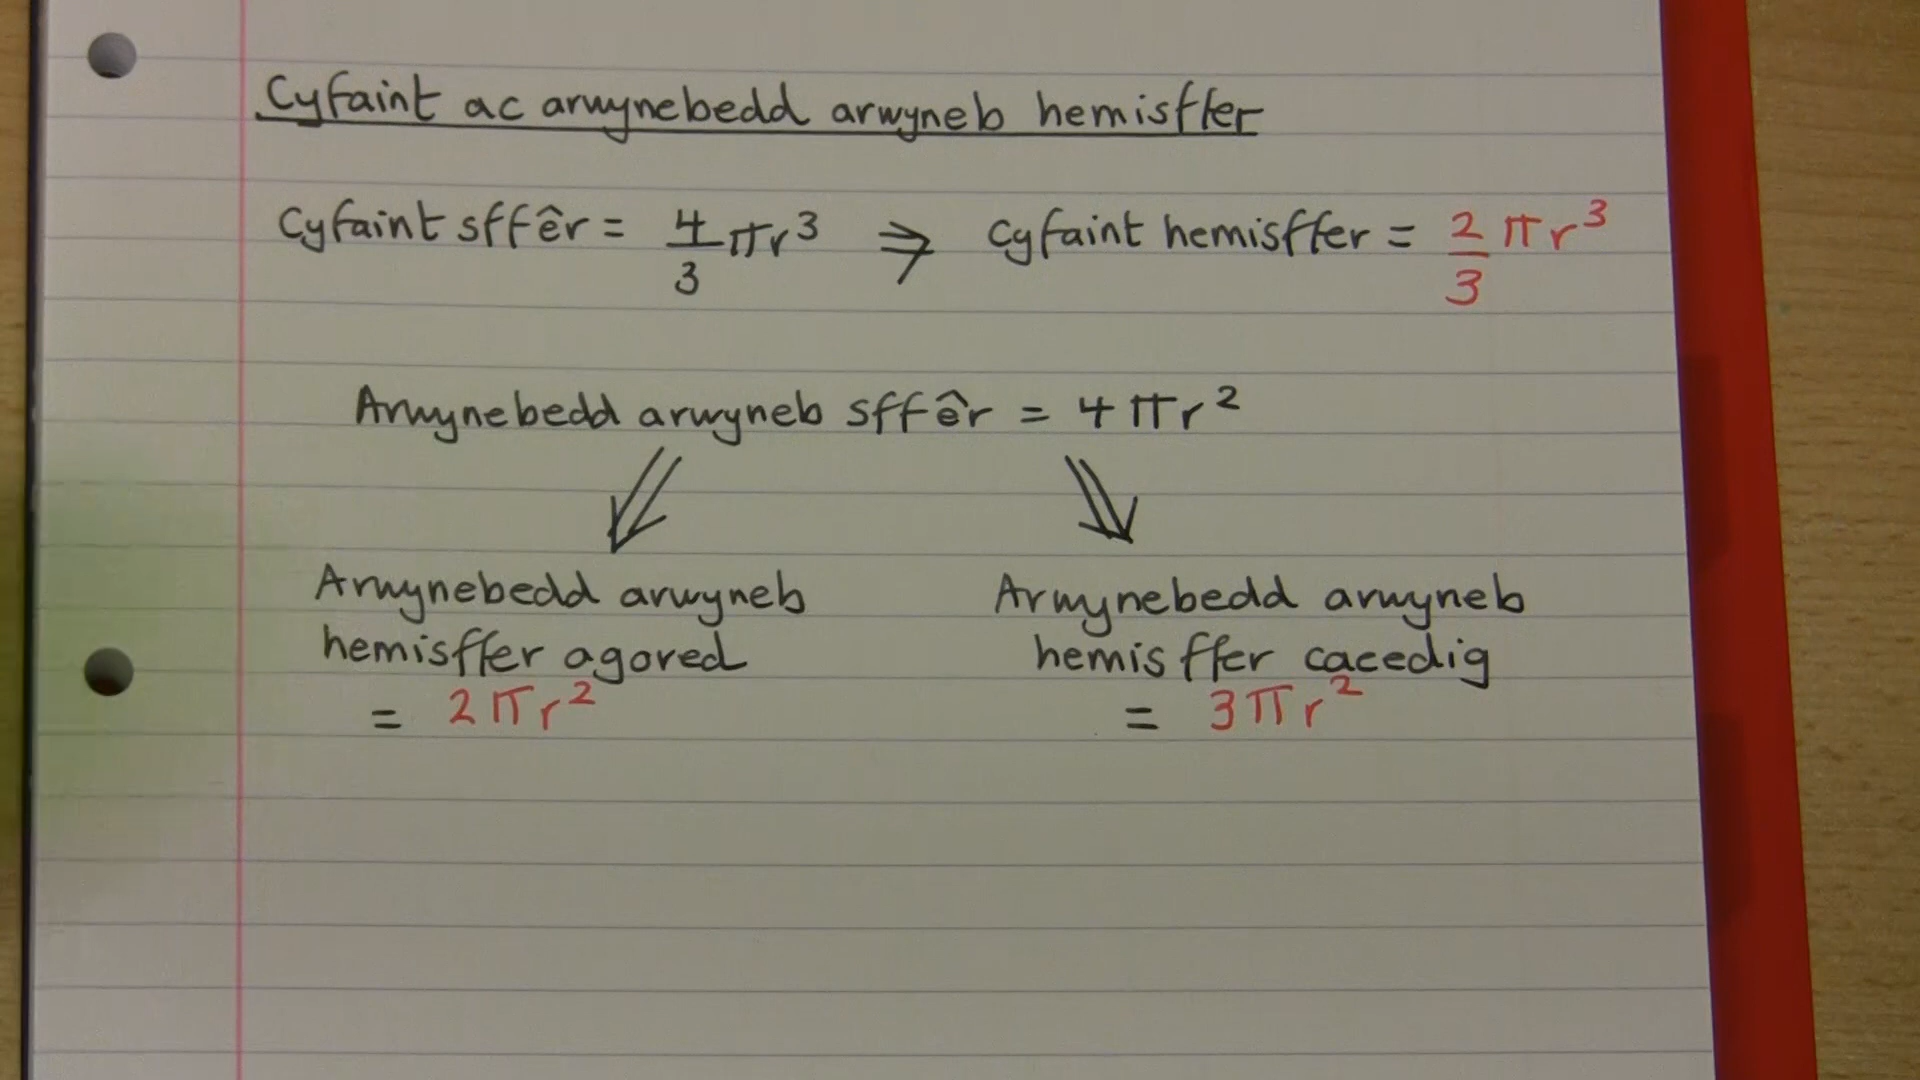 Cyfaint ac arwynebedd arwyneb hemisffer
Cyfaint sffêr = 4/3 πr³ ⇒ Cyfaint hemisffer = 2/3 πr³
Arwynebedd arwyneb sffêr = 4πr²
Arwynebedd arwyneb
hemisffer agored
= 2πr²
Arwynebedd arwyneb
hemisffer caeedig
= 3πr²